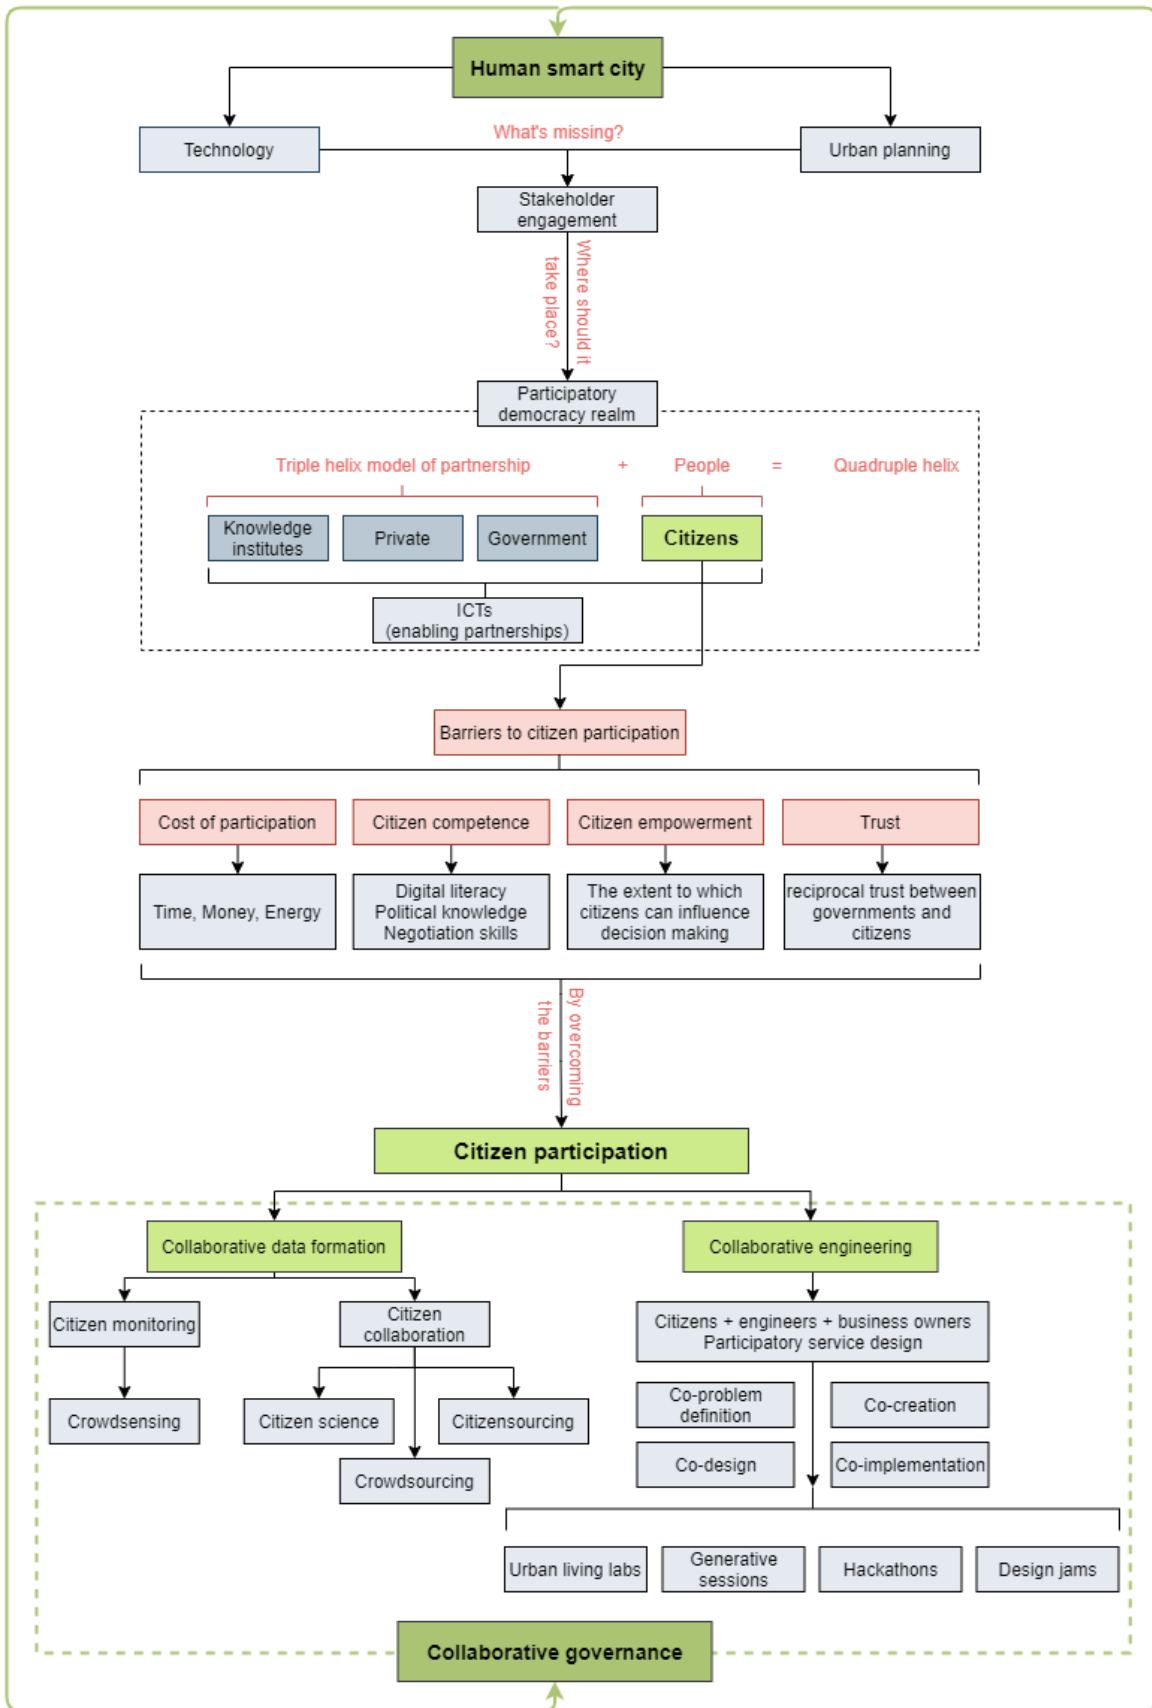 Human smart city
What's missing?
Technology
Urban planning
Stakeholder
engagement
Where should it
take place?
Participatory
democracy realm
Triple helix model of partnership + People = Quadruple helix
Knowledge
institutes
Private
Government
Citizens
ICTs
(enabling partnerships)
Barriers to citizen participation
Cost of participation
Citizen competence
Citizen empowerment
Trust
Time, Money, Energy
Digital literacy
Political knowledge
Negotiation skills
The extent to which
citizens can influence
decision making
reciprocal trust between
governments and
citizens
By overcoming
the barriers
Citizen participation
Collaborative data formation
Collaborative engineering
Citizen monitoring
Citizen
collaboration
Citizens + engineers + business owners
Participatory service design
Crowdsensing
Citizen science
Citizensourcing
Crowdsourcing
Co-problem
definition
Co-creation
Co-design
Co-implementation
Urban living labs
Generative
sessions
Hackathons
Design jams
Collaborative governance